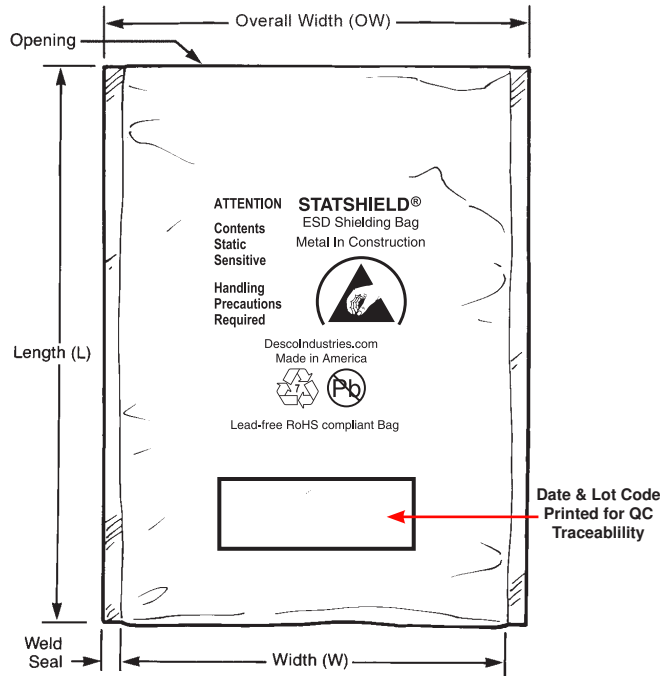 Overall Width (OW)
Opening
ATTENTION
Contents
Static
Sensitive
Handling
Precautions
Required
STATSHIELD®
ESD Shielding Bag
Metal In Construction
Length (L)
DescoIndustries.com
Made in America
7
Pb
Lead-free RoHS compliant Bag
Date & Lot Code
Printed for QC
Traceablility
Weld
Seal
Width (W)